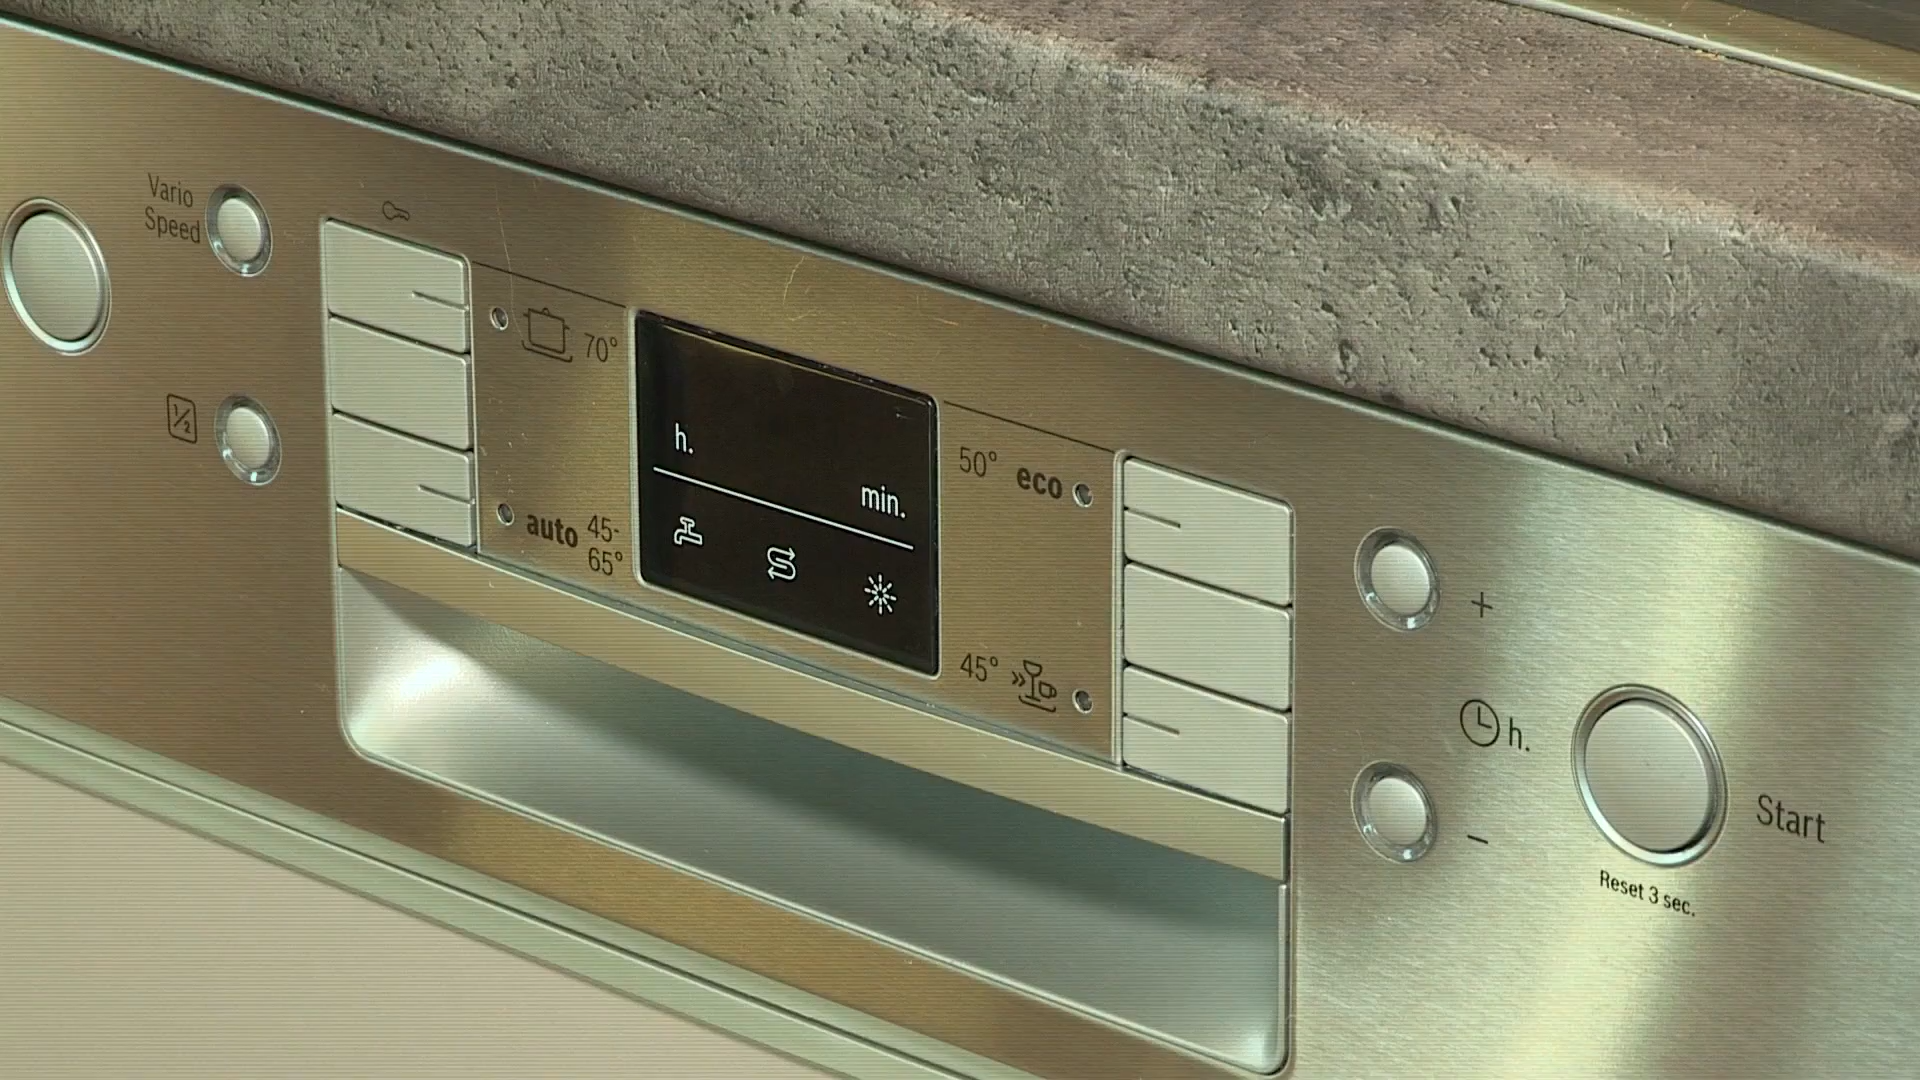 Vario
Speed
1/2
70°
auto 45-
65°
h.
min.
50° eco
45°
+
h.
-
Start
Reset 3 sec.